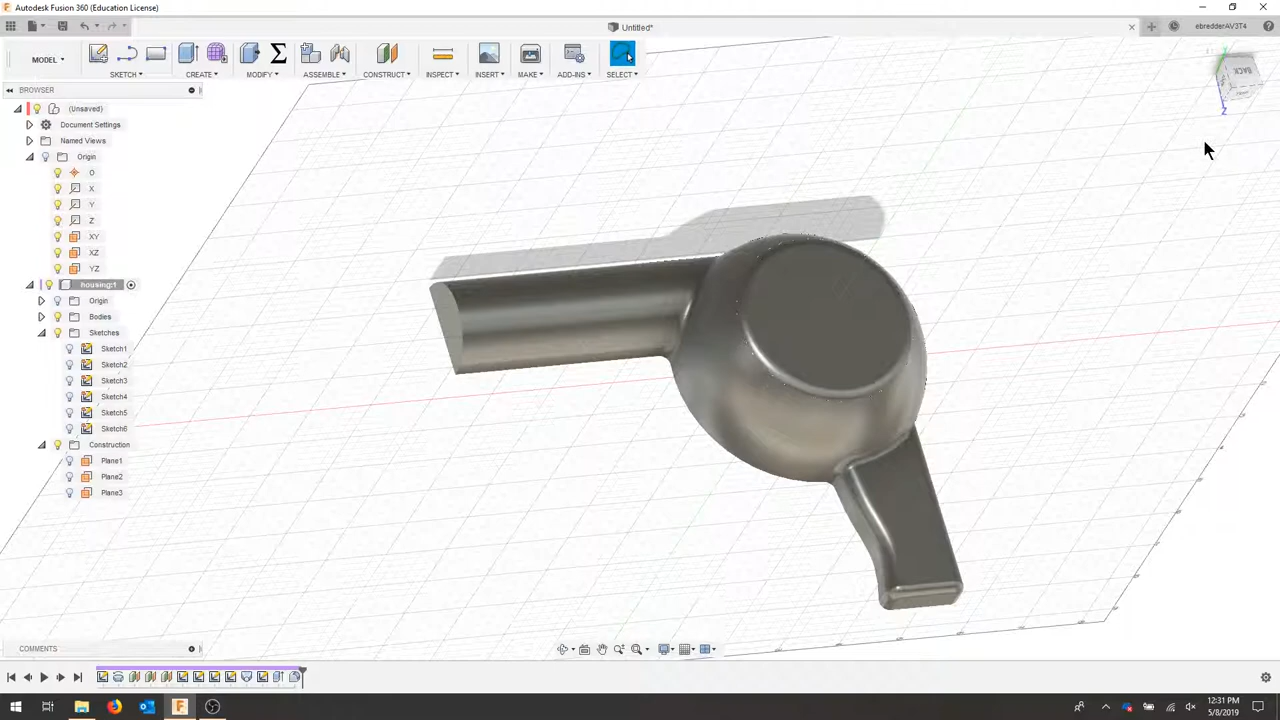 Autodesk Fusion 360 (Education License)
Untitled*
ebredderAV3T4
MODEL
SKETCH
CREATE
MODIFY
ASSEMBLE
CONSTRUCT
INSPECT
INSERT
MAKE
ADD-INS
SELECT
BACK
Z
BROWSER
(Unsaved)
Document Settings
Named Views
Origin
O
X
Y
Z
XY
XZ
YZ
housing:1
Origin
Bodies
Sketches
Sketch1
Sketch2
Sketch3
Sketch4
Sketch5
Sketch6
Construction
Plane1
Plane2
Plane3
COMMENTS
12:31 PM
5/8/2019